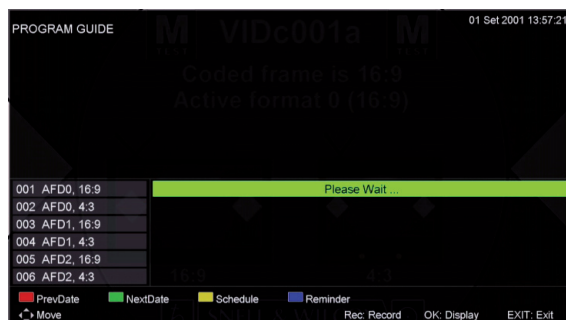 PROGRAM GUIDE
01 Set 2001 13:57:21
M VIDc001a M
TEST TEST
Coded frame is 16:9
Active format 0 (16:9)
001 AFD0, 16:9
Please Wait ...
002 AFD0, 4:3
003 AFD1, 16:9
004 AFD1, 4:3
005 AFD2, 16:9
006 AFD2, 4:3
16:9 4:3
PrevDate NextDate Schedule Reminder
Move Rec: Record OK: Display EXIT: Exit